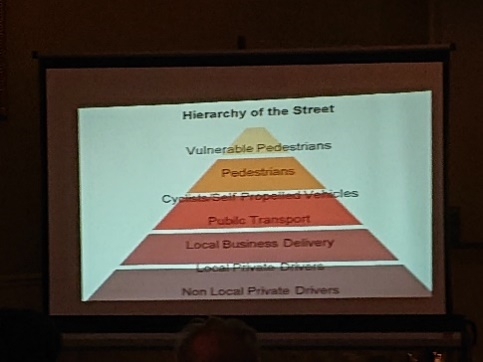 Hierarchy of the Street
Vulnerable Pedestrians
Pedestrians
Cyclists/Self Propelled Vehicles
Public Transport
Local Business Delivery
Local Private Drivers
Non Local Private Drivers